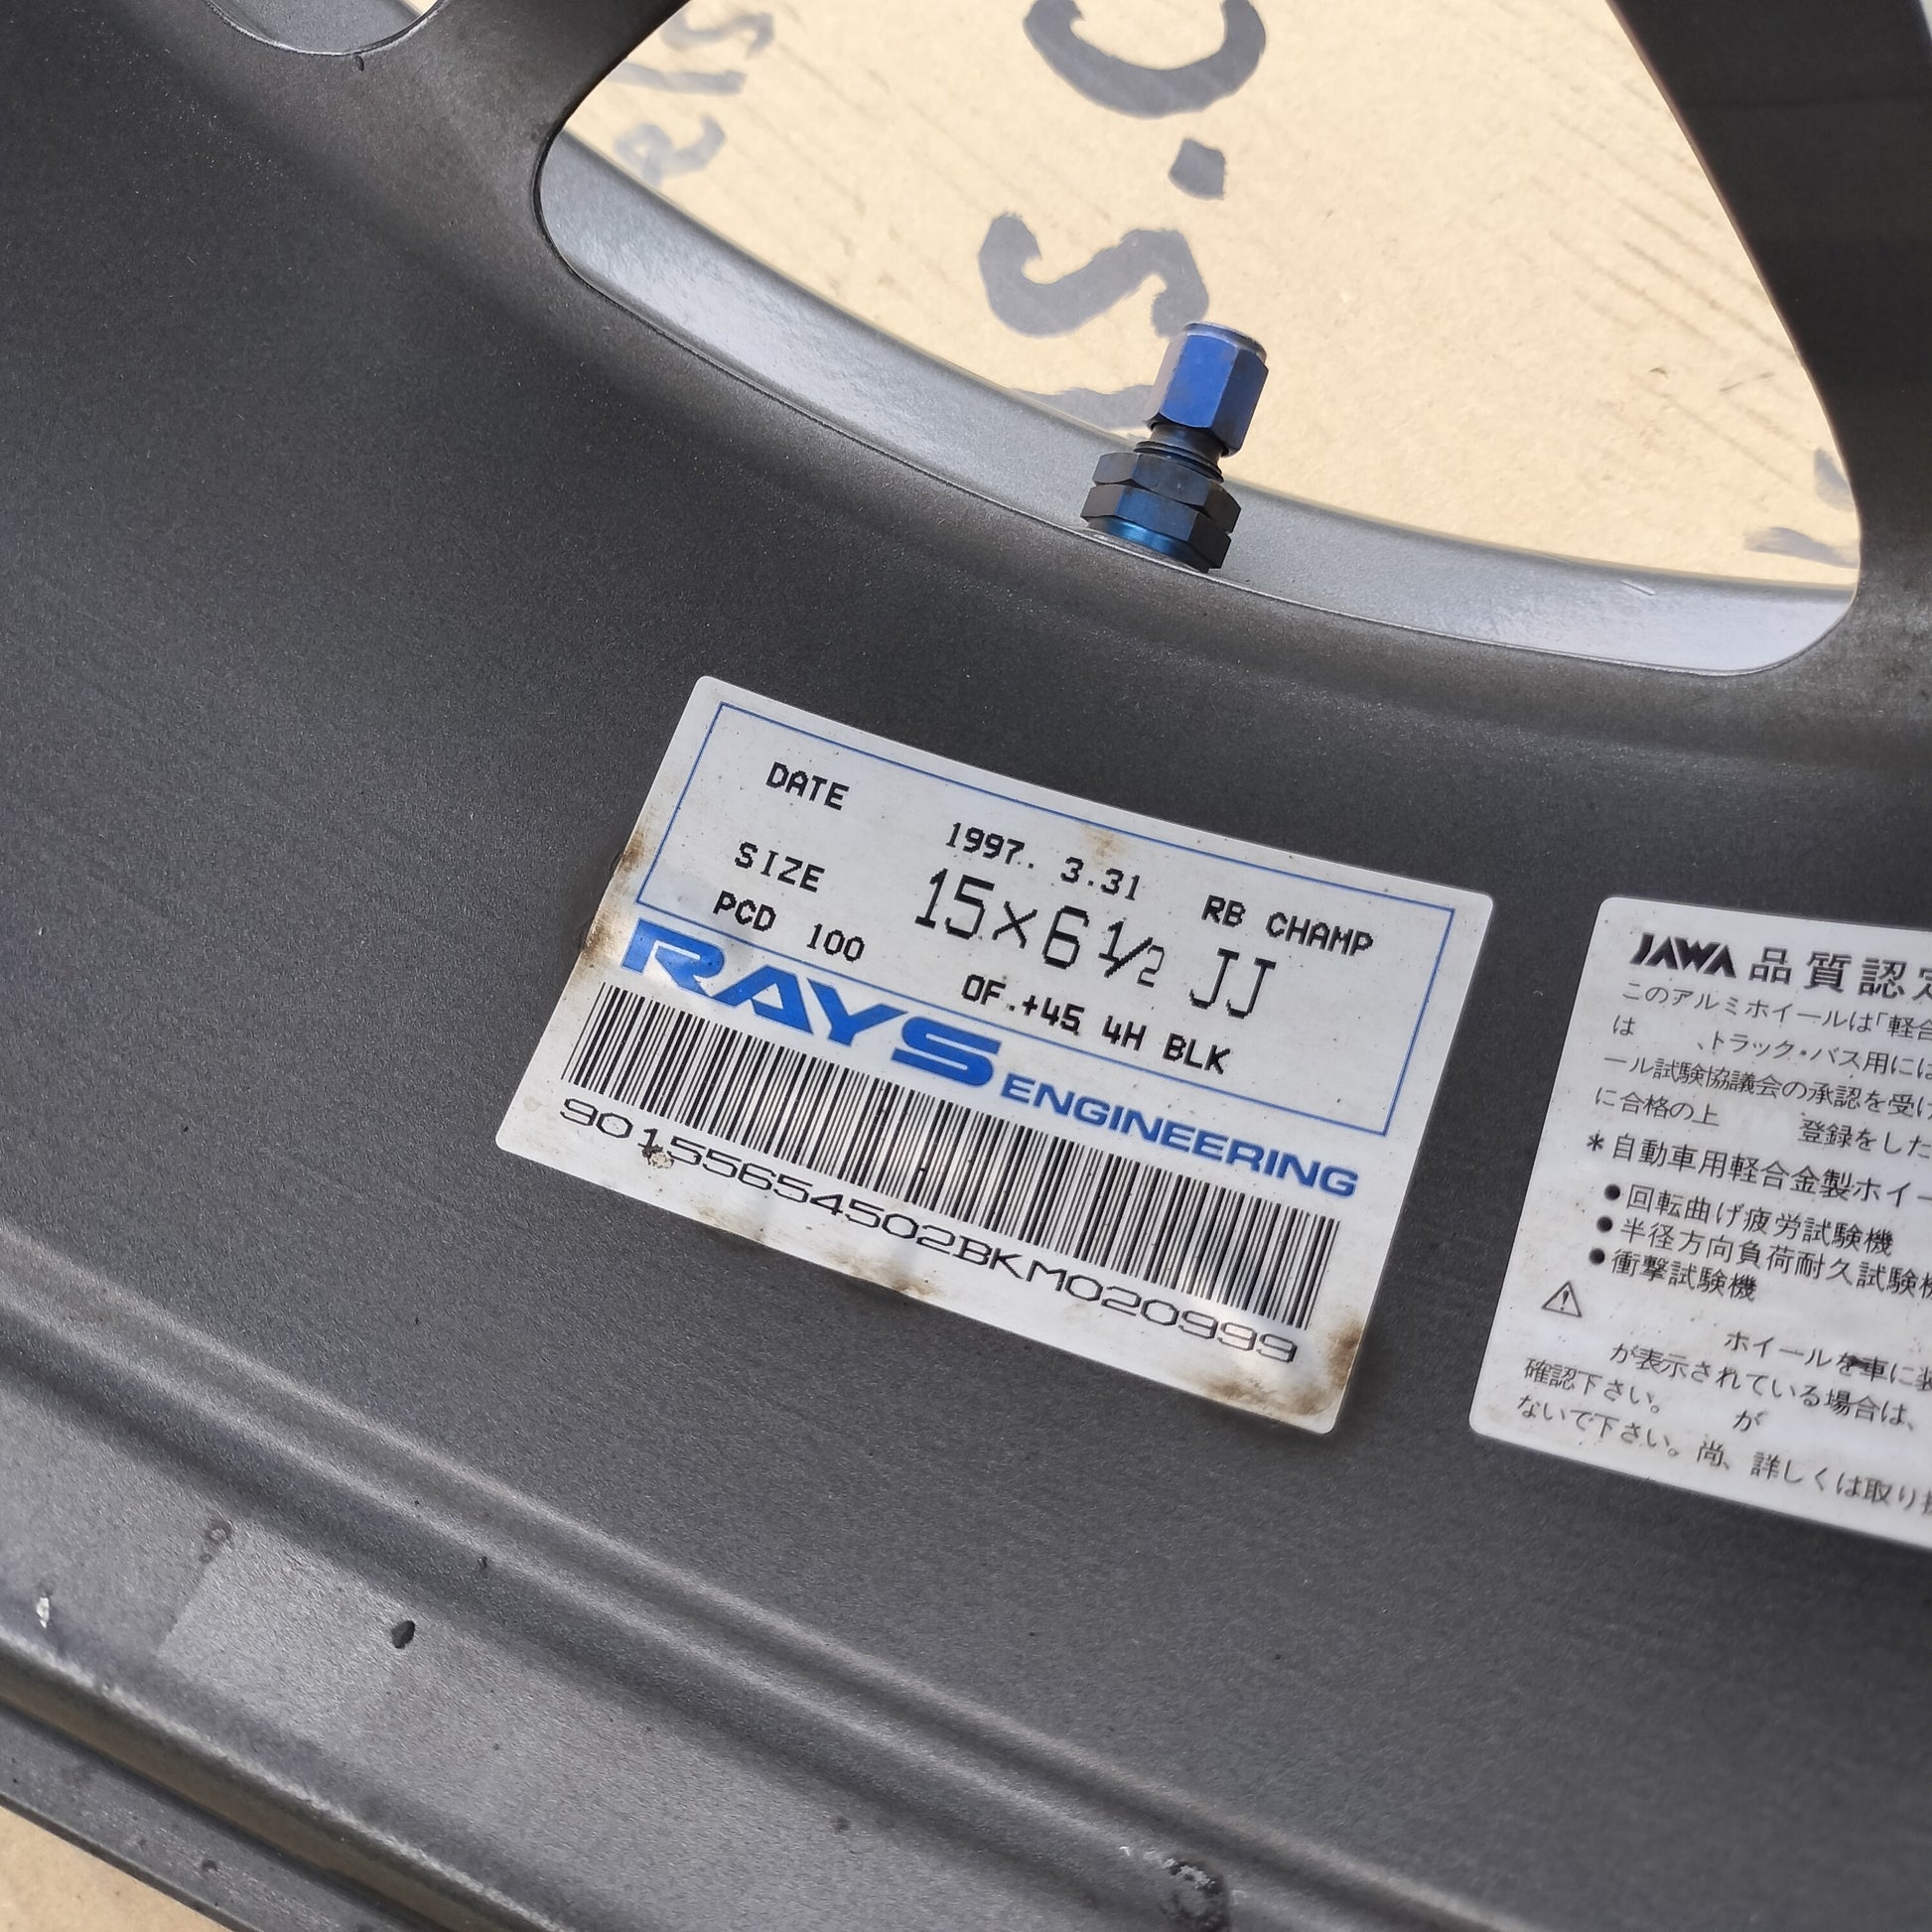 S.C
DATE 1997. 3.31 RB CHAMP
SIZE 15×6 1/2 JJ
PCD 100 OF.+45 4H BLK
RAYS ENGINEERING
90155654502BKM020999
JAWA 品質認定
このアルミホイールは「軽合
は 、トラック・バス用には
ール試験協議会の承認を受け
に合格の上 登録をした
*自動車用軽合金製ホイー
●回転曲げ疲労試験機
●半径方向負荷耐久試験機
●衝撃試験機
⚠
ホイールを車に装
が表示されている場合は、
確認下さい。 が
ないで下さい。尚、詳しくは取り扱